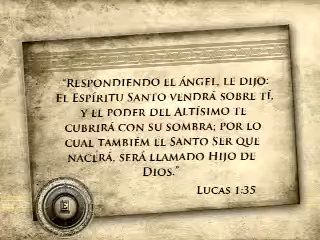 "Respondiendo el ángel, le dijo:
El Espíritu Santo vendrá sobre tí,
y el poder del Altísimo te
cubrirá con su sombra; por lo
cual también el Santo Ser que
nacerá, será llamado Hijo de
Dios."
Lucas 1:35